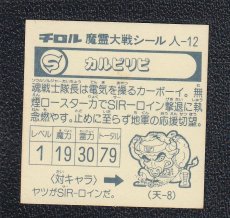 チロル 魔霊大戦シール 人-12
カルビリビ
魂戦士隊長は電気を操るカーボーイ。無
煙ロースターカでSIR-ロイン撃退に執
念燃やす。止めに至らず地軍の応援切望。
レベル 魔力 霊力 トータル
1 19 30 79
(対キャラ)
ヤツがSIR-ロインだ。
(天-8)